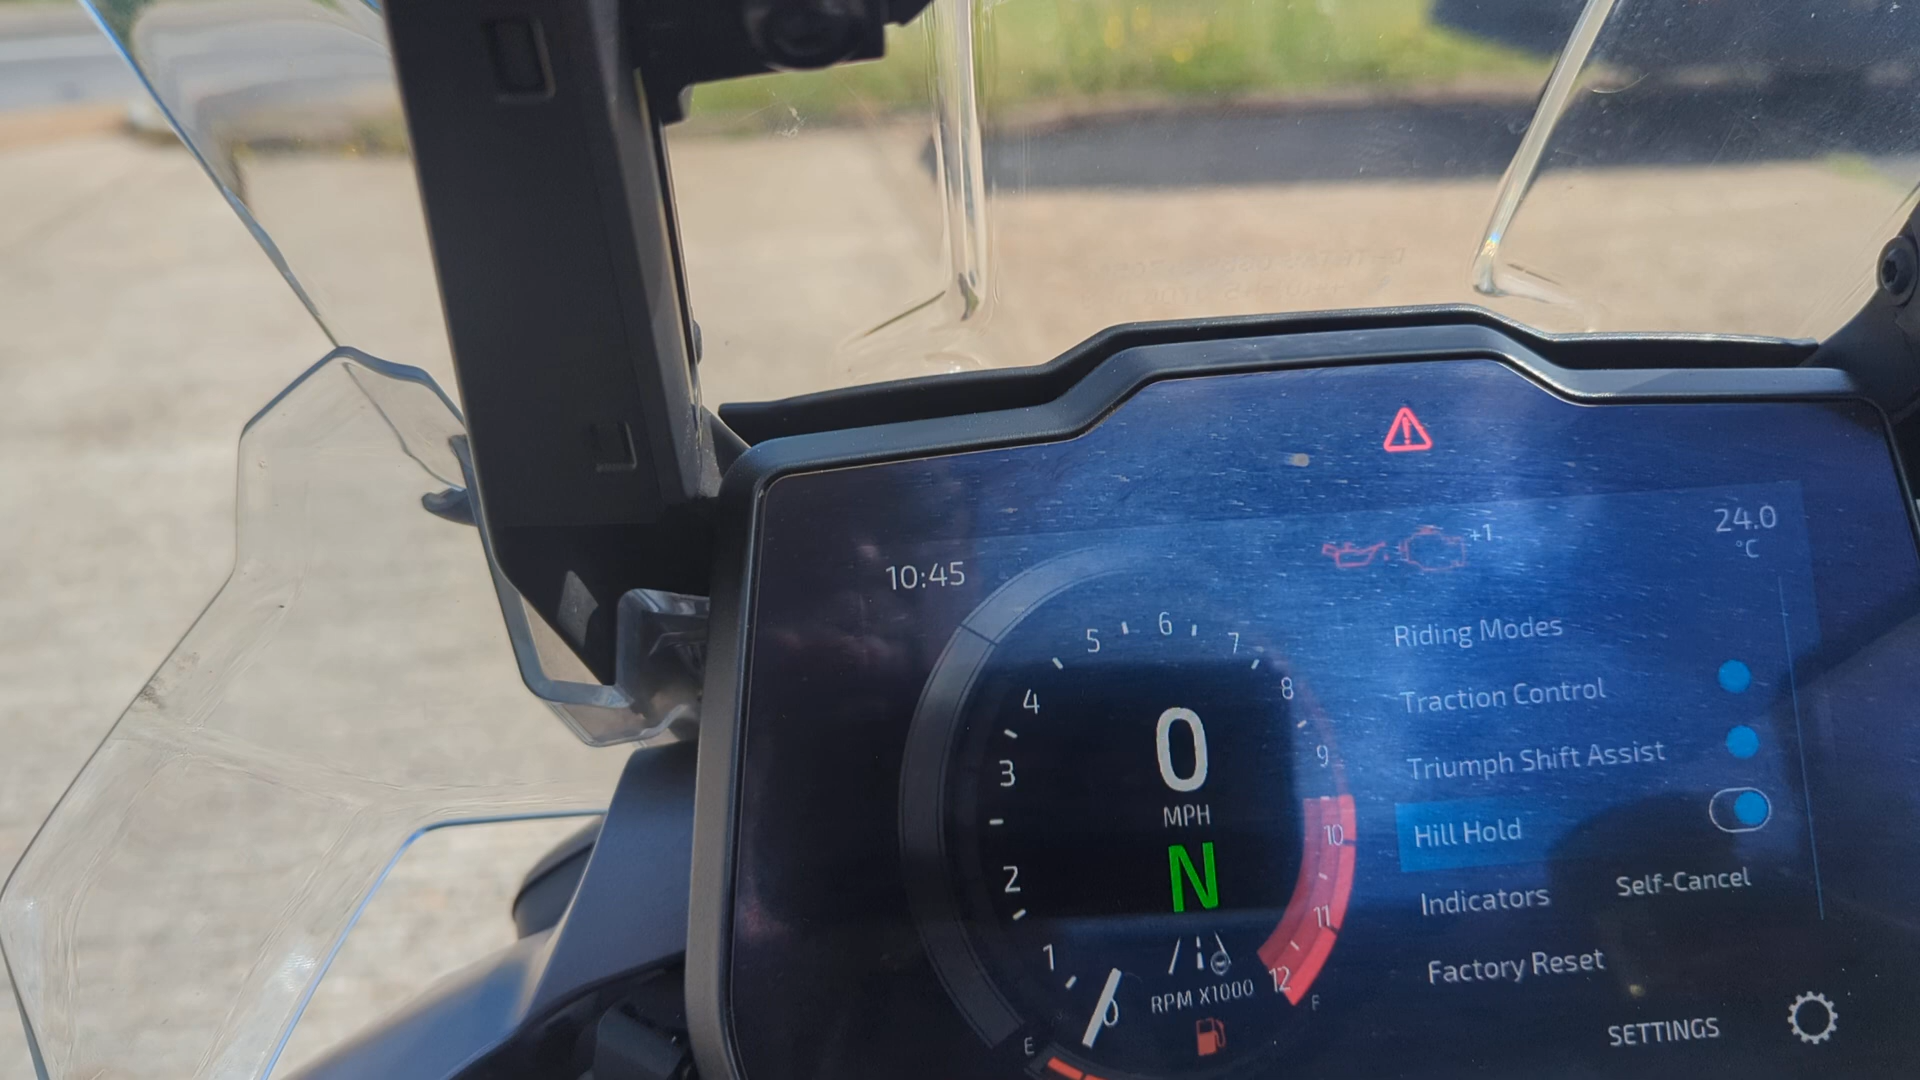 24.0
°C
+1
10:45
Riding Modes
Traction Control
Triumph Shift Assist
Hill Hold
Indicators Self-Cancel
Factory Reset
SETTINGS
0
1
2
3
4
5
6
7
8
9
10
11
12
0
MPH
N
RPM X1000
E
F